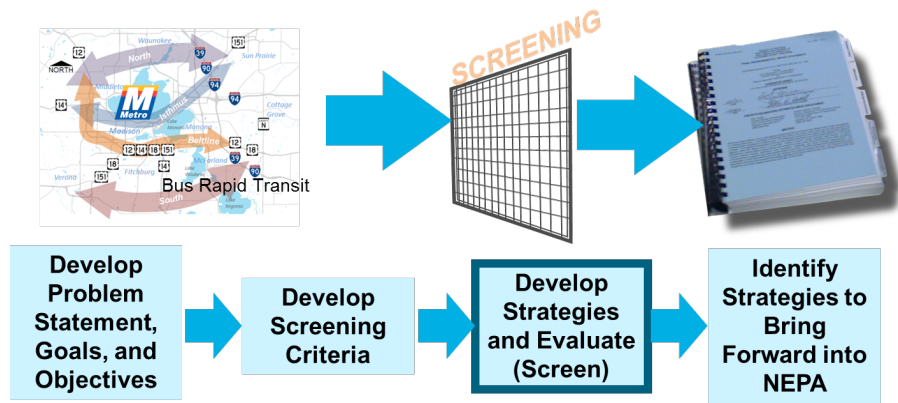 SCREENING
12
151
Waunakee
39
Sun Prairie
North
NORTH
90
Middleton
94
M
Metro
14
Isthmus
94
Cottage
Grove
Madison
Monona
N
Beltline
12 14 18 151
12
18
18
14
McFarland
39
Fitchburg
90
Bus Rapid Transit
Verona
151
South
Develop
Problem
Statement,
Goals, and
Objectives
Develop
Screening
Criteria
Develop
Strategies
and Evaluate
(Screen)
Identify
Strategies to
Bring
Forward into
NEPA